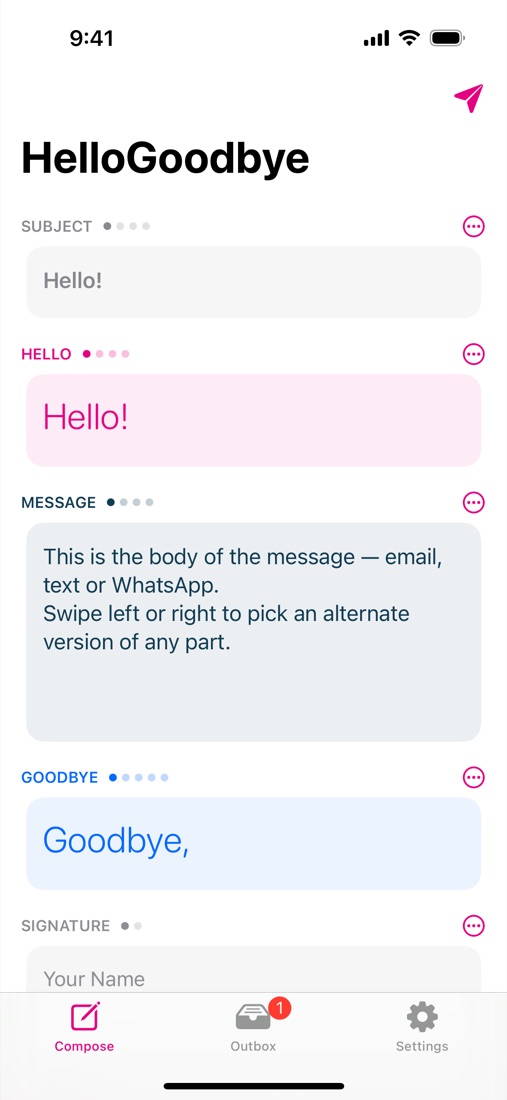 9:41
HelloGoodbye
SUBJECT
Hello!
HELLO
Hello!
MESSAGE
This is the body of the message — email,
text or WhatsApp.
Swipe left or right to pick an alternate
version of any part.
GOODBYE
Goodbye,
SIGNATURE
Your Name
1
Compose
Outbox
Settings